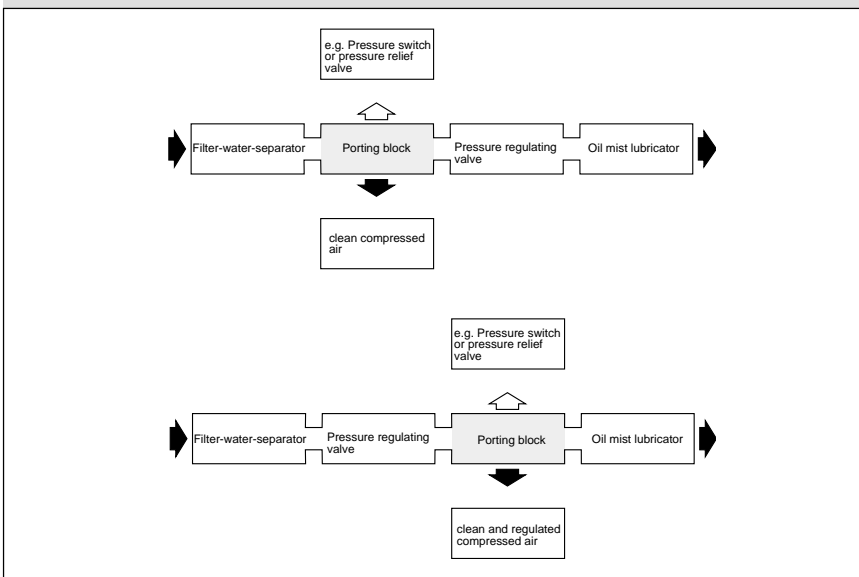 e.g. Pressure switch
or pressure relief
valve
Filter-water-separator
Porting block
Pressure regulating
valve
Oil mist lubricator
clean compressed
air
e.g. Pressure switch
or pressure relief
valve
Filter-water-separator
Pressure regulating
valve
Porting block
Oil mist lubricator
clean and regulated
compressed air